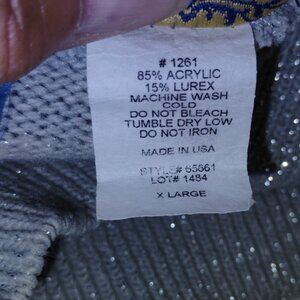 # 1261
85% ACRYLIC
15% LUREX
MACHINE WASH
COLD
DO NOT BLEACH
TUMBLE DRY LOW
DO NOT IRON
MADE IN USA
STYLE# 65661
LOT# 1484
X LARGE